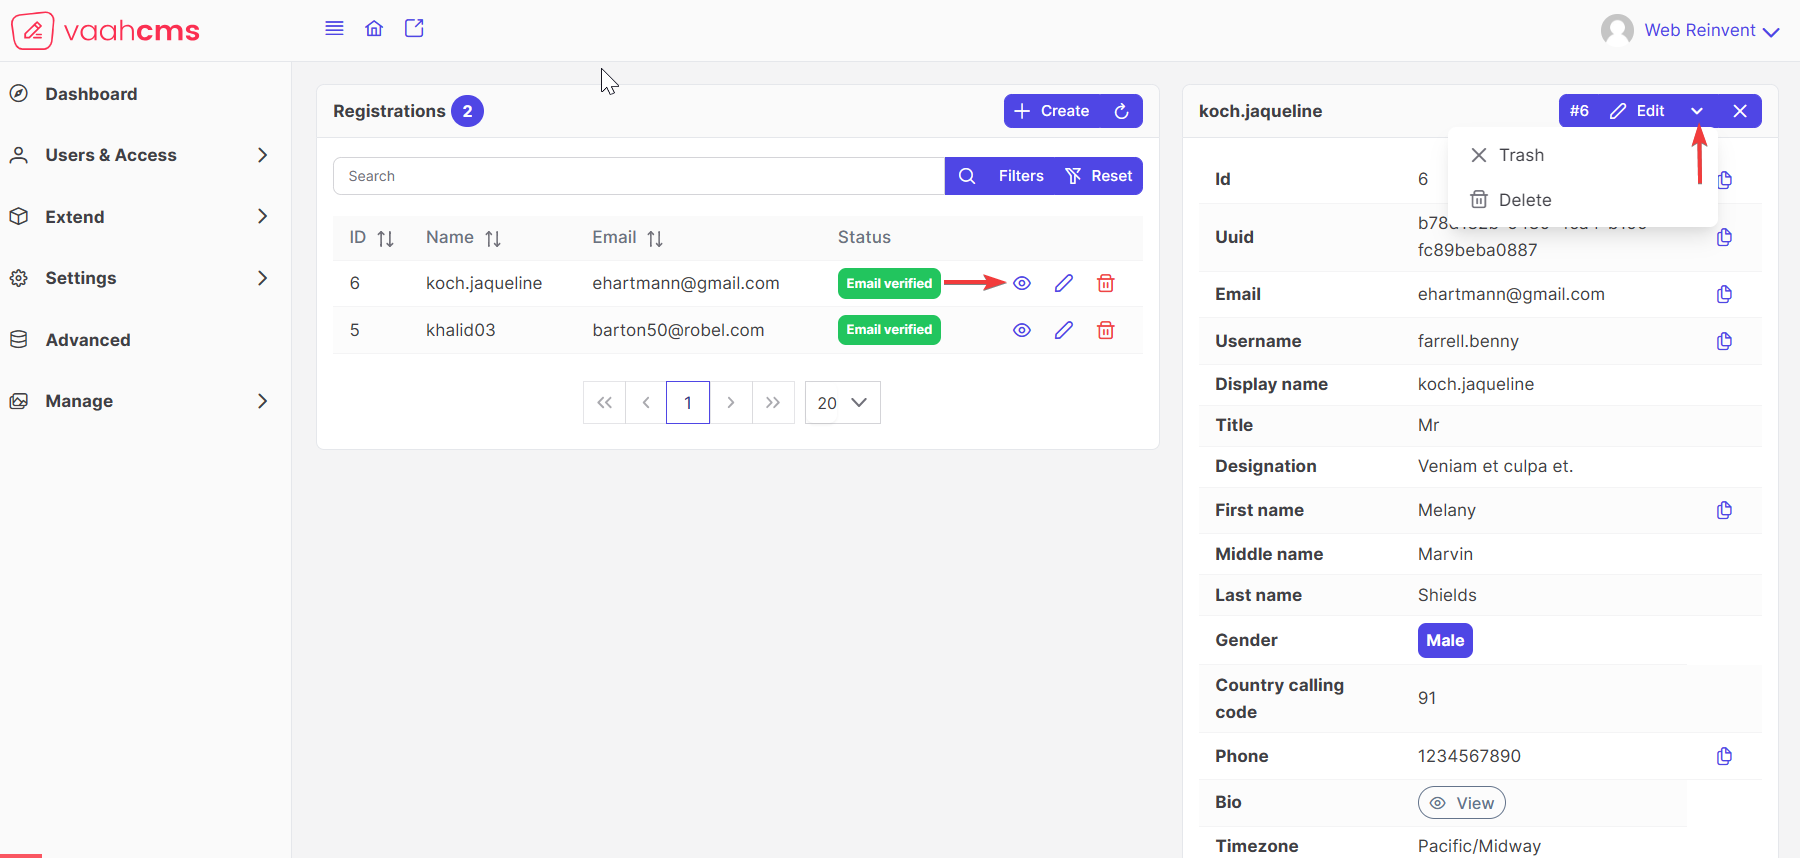 vaahcms
Web Reinvent
Dashboard
Users & Access
Extend
Settings
Advanced
Manage
Registrations 2
Create
Search
Filters
Reset
ID Name Email Status
6 koch.jaqueline ehartmann@gmail.com Email verified
5 khalid03 barton50@robel.com Email verified
1
20
koch.jaqueline
#6 Edit
Trash
Delete
Id 6
Uuid
fc89beba0887
Email ehartmann@gmail.com
Username farrell.benny
Display name koch.jaqueline
Title Mr
Designation Veniam et culpa et.
First name Melany
Middle name Marvin
Last name Shields
Gender Male
Country calling
code 91
Phone 1234567890
Bio View
Timezone Pacific/Midway